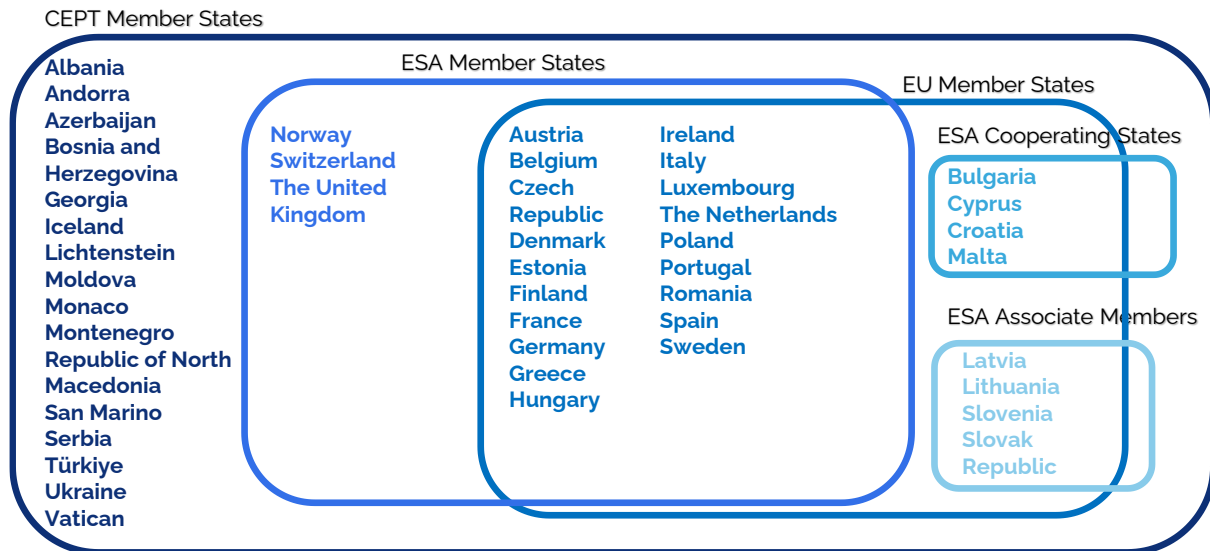 CEPT Member States
Albania
Andorra
Azerbaijan
Bosnia and
Herzegovina
Georgia
Iceland
Lichtenstein
Moldova
Monaco
Montenegro
Republic of North
Macedonia
San Marino
Serbia
Türkiye
Ukraine
Vatican
ESA Member States
Norway
Switzerland
The United
Kingdom
EU Member States
Austria
Belgium
Czech
Republic
Denmark
Estonia
Finland
France
Germany
Greece
Hungary
Ireland
Italy
Luxembourg
The Netherlands
Poland
Portugal
Romania
Spain
Sweden
ESA Cooperating States
Bulgaria
Cyprus
Croatia
Malta
ESA Associate Members
Latvia
Lithuania
Slovenia
Slovak
Republic